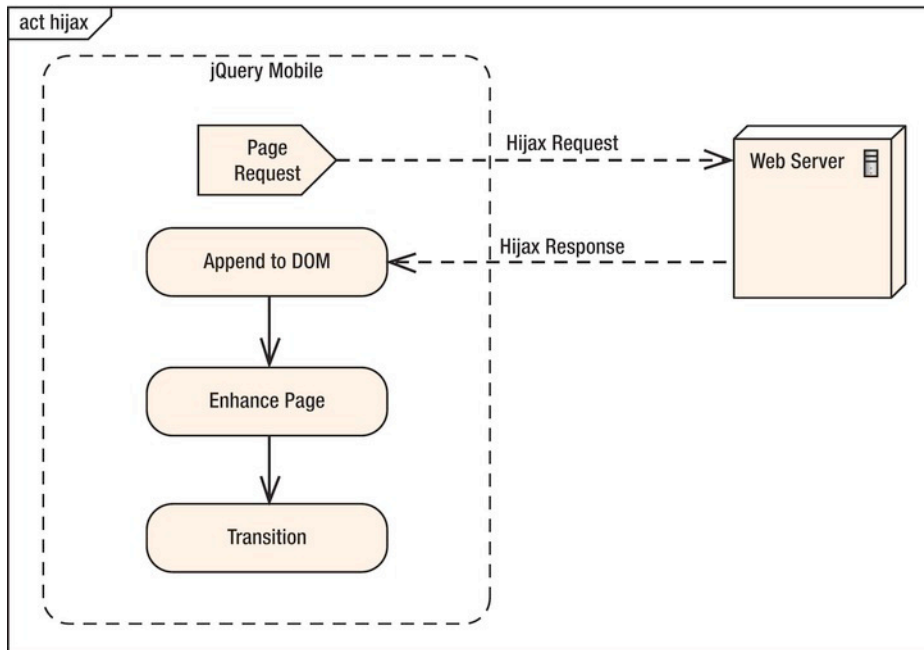 act hijax
jQuery Mobile
Page
Request
Hijax Request
Web Server
Hijax Response
Append to DOM
Enhance Page
Transition